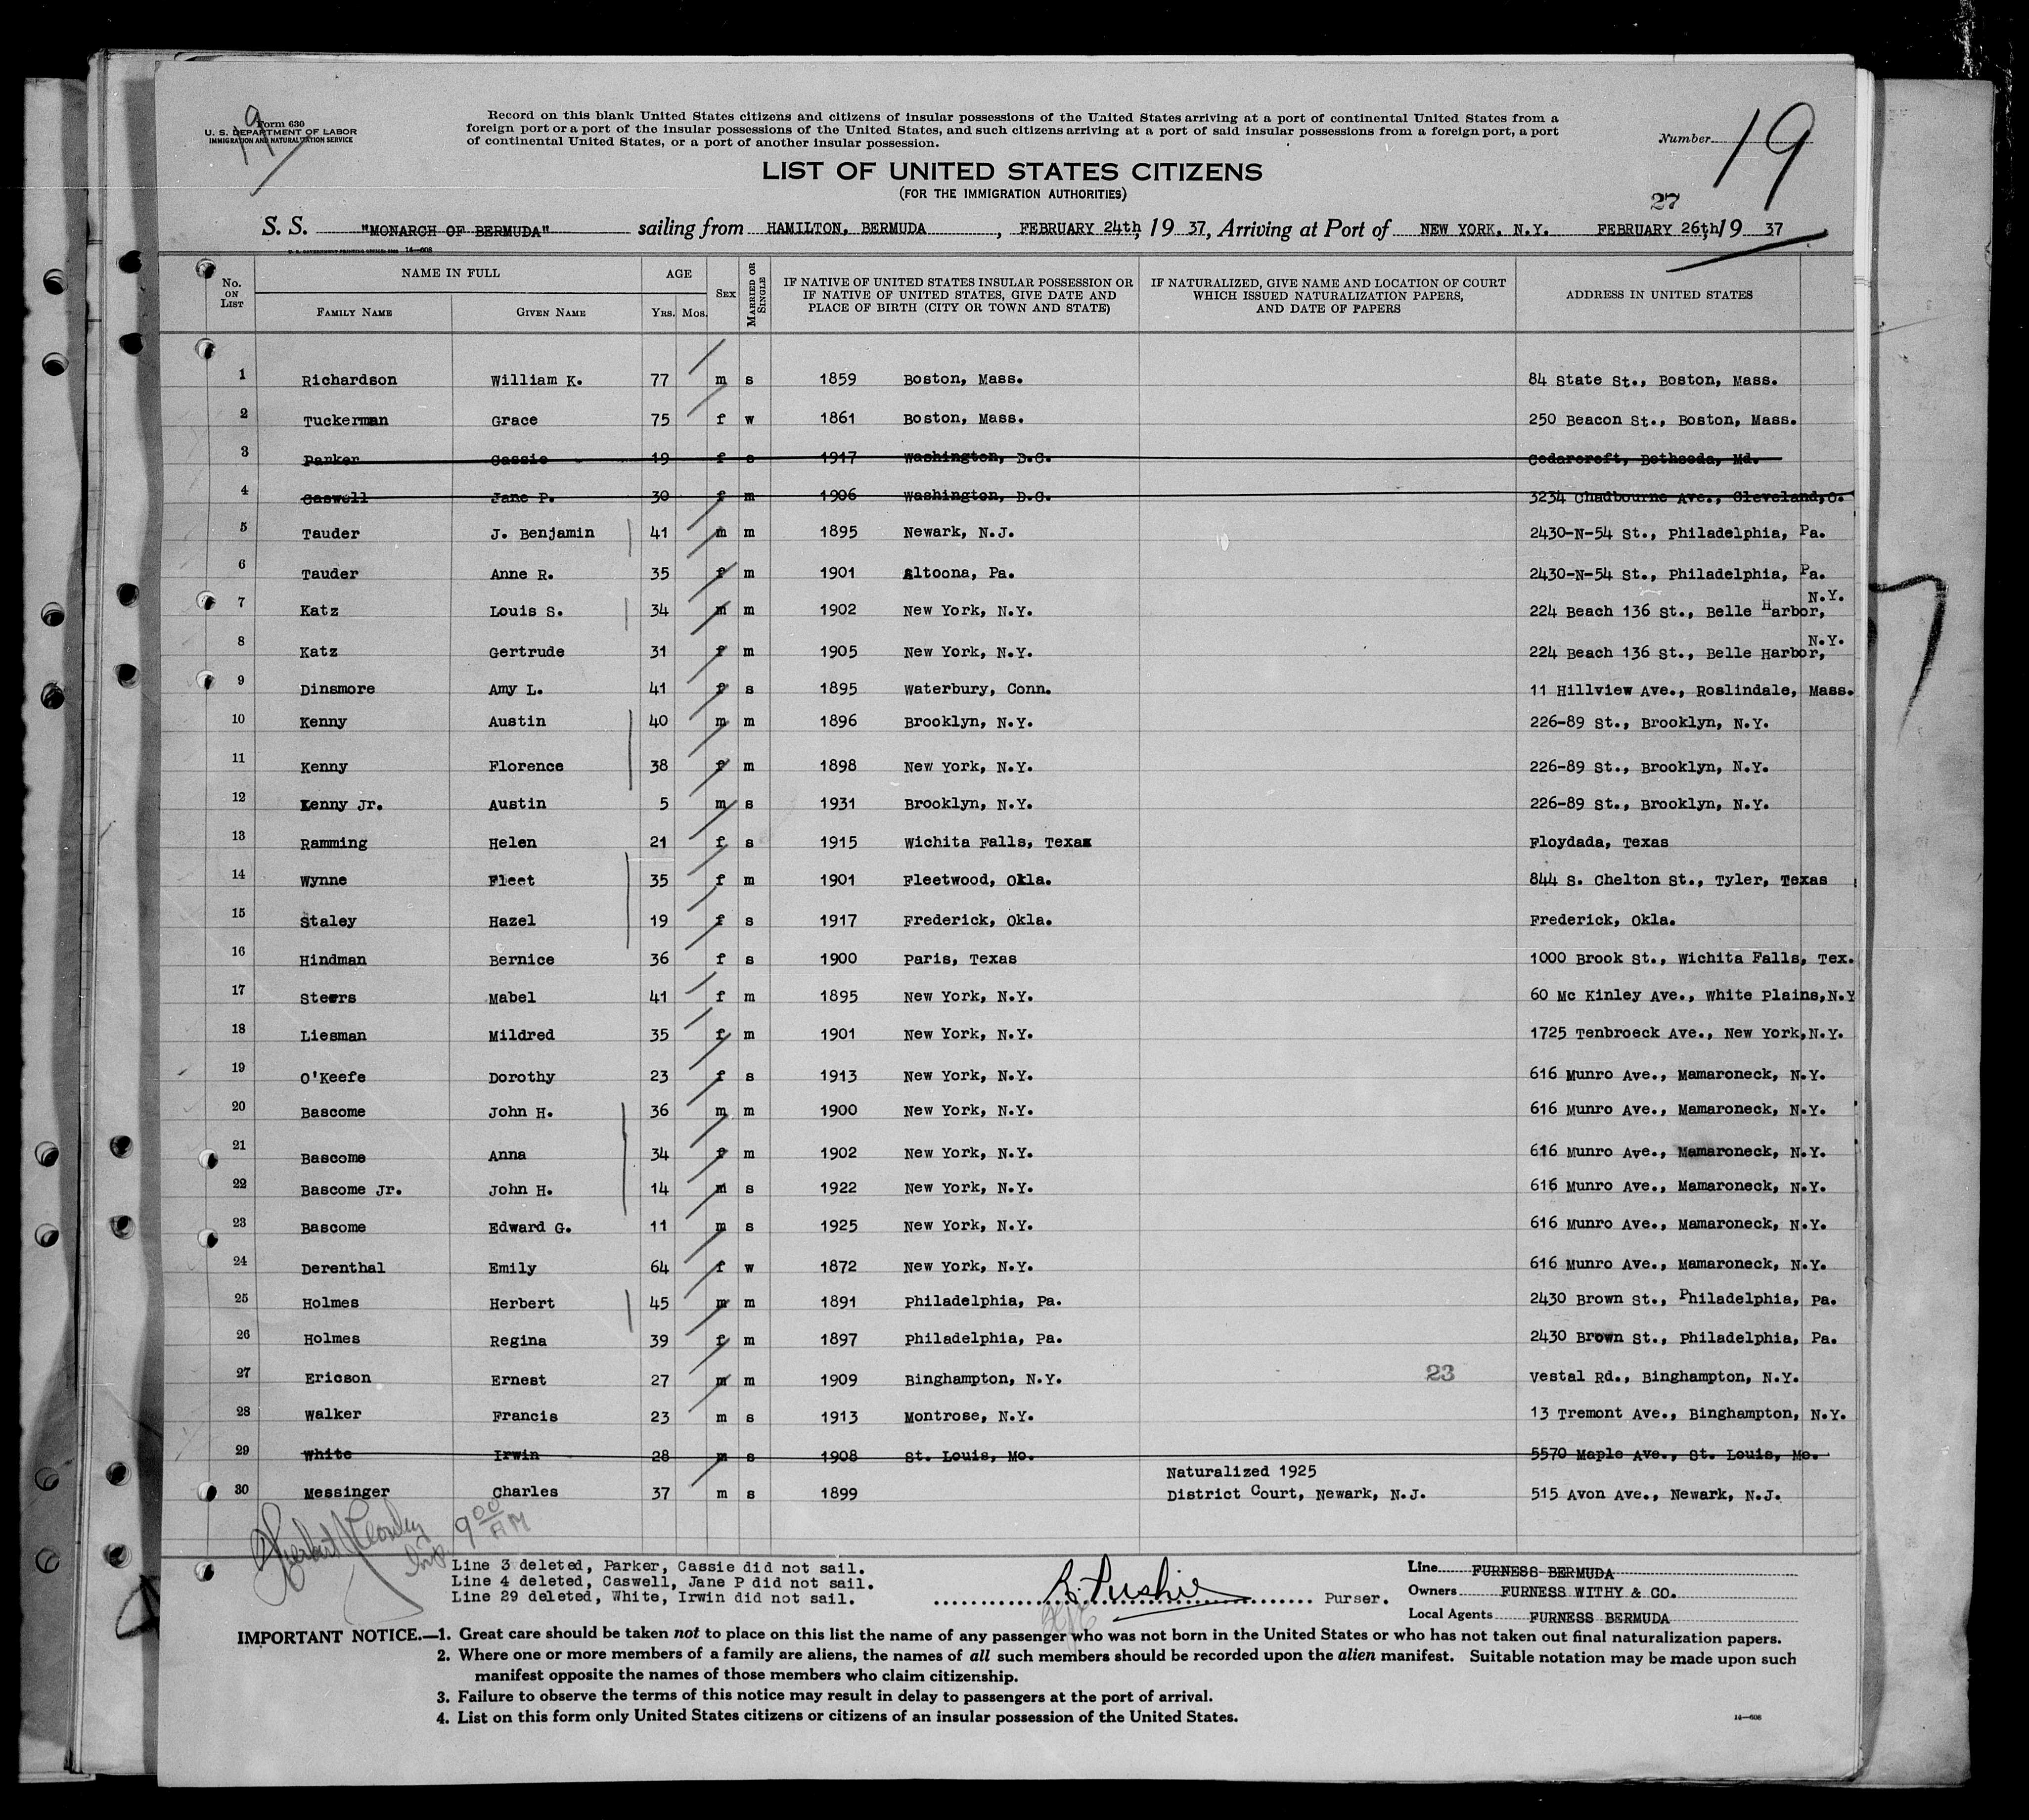 19
Form 630
U. S. DEPARTMENT OF LABOR
IMMIGRATION AND NATURALIZATION SERVICE
Record on this blank United States citizens and citizens of insular possessions of the United States arriving at a port of continental United States from a
foreign port or a port of the insular possessions of the United States, and such citizens arriving at a port of said insular possessions from a foreign port, a port
of continental United States, or a port of another insular possession.
Number 19
LIST OF UNITED STATES CITIZENS
(FOR THE IMMIGRATION AUTHORITIES)
27
S. S. "MONARCH OF BERMUDA" sailing from HAMILTON, BERMUDA, FEBRUARY 24th, 19 37, Arriving at Port of NEW YORK, N.Y. FEBRUARY 26th, 19 37
U. S. GOVERNMENT PRINTING OFFICE: 14—608
No. ON LIST NAME IN FULL FAMILY NAME GIVEN NAME AGE YRS. MOS. SEX MARRIED OR SINGLE IF NATIVE OF UNITED STATES INSULAR POSSESSION OR IF NATIVE OF UNITED STATES, GIVE DATE AND PLACE OF BIRTH (CITY OR TOWN AND STATE) IF NATURALIZED, GIVE NAME AND LOCATION OF COURT WHICH ISSUED NATURALIZATION PAPERS, AND DATE OF PAPERS ADDRESS IN UNITED STATES
1 Richardson William K. 77 m s 1859 Boston, Mass. 84 State St., Boston, Mass.
2 Tuckerman Grace 75 f w 1861 Boston, Mass. 250 Beacon St., Boston, Mass.
3 Parker Cassie 19 f s 1917 Washington, D.C. Cedarcroft, Bethseda, Md.
4 Caswell Jane P. 30 f m 1906 Washington, D.C. 3234 Chadbourne Ave., Cleveland, O.
5 Tauder J. Benjamin 41 m m 1895 Newark, N.J. 2430-N-54 St., Philadelphia, Pa.
6 Tauder Anne R. 35 f m 1901 Altoona, Pa. 2430-N-54 St., Philadelphia, Pa.
7 Katz Louis S. 34 m m 1902 New York, N.Y. 224 Beach 136 St., Belle Harbor, N.Y.
8 Katz Gertrude 31 f m 1905 New York, N.Y. 224 Beach 136 St., Belle Harbor, N.Y.
9 Dinsmore Amy L. 41 f s 1895 Waterbury, Conn. 11 Hillview Ave., Roslindale, Mass.
10 Kenny Austin 40 m m 1896 Brooklyn, N.Y. 226-89 St., Brooklyn, N.Y.
11 Kenny Florence 38 f m 1898 New York, N.Y. 226-89 St., Brooklyn, N.Y.
12 Kenny Jr. Austin 5 m s 1931 Brooklyn, N.Y. 226-89 St., Brooklyn, N.Y.
13 Ramming Helen 21 f s 1915 Wichita Falls, Texas Floydada, Texas
14 Wynne Fleet 35 f m 1901 Fleetwood, Okla. 844 S. Chelton St., Tyler, Texas
15 Staley Hazel 19 f s 1917 Frederick, Okla. Frederick, Okla.
16 Hindman Bernice 36 f s 1900 Paris, Texas 1000 Brook St., Wichita Falls, Tex.
17 Steers Mabel 41 f m 1895 New York, N.Y. 60 Mc Kinley Ave., White Plains, N.Y
18 Liesman Mildred 35 f m 1901 New York, N.Y. 1725 Tenbroeck Ave., New York, N.Y.
19 O'Keefe Dorothy 23 f s 1913 New York, N.Y. 616 Munro Ave., Mamaroneck, N.Y.
20 Bascome John H. 36 m m 1900 New York, N.Y. 616 Munro Ave., Mamaroneck, N.Y.
21 Bascome Anna 34 f m 1902 New York, N.Y. 616 Munro Ave., Mamaroneck, N.Y.
22 Bascome Jr. John H. 14 m s 1922 New York, N.Y. 616 Munro Ave., Mamaroneck, N.Y.
23 Bascome Edward G. 11 m s 1925 New York, N.Y. 616 Munro Ave., Mamaroneck, N.Y.
24 Derenthal Emily 64 f w 1872 New York, N.Y. 616 Munro Ave., Mamaroneck, N.Y.
25 Holmes Herbert 45 m m 1891 Philadelphia, Pa. 2430 Brown St., Philadelphia, Pa.
26 Holmes Regina 39 f m 1897 Philadelphia, Pa. 2430 Brown St., Philadelphia, Pa.
27 Ericson Ernest 27 m m 1909 Binghampton, N.Y. 23 Vestal Rd., Binghampton, N.Y.
28 Walker Francis 23 m s 1913 Montrose, N.Y. 13 Tremont Ave., Binghampton, N.Y.
29 White Irwin 28 m s 1908 St. Louis, Mo. 5570 Maple Ave., St. Louis, Mo.
Naturalized 1925
30 Messinger Charles 37 m s 1899 District Court, Newark, N.J. 515 Avon Ave., Newark, N.J.
9 00 AM
Insp.
Line 3 deleted, Parker, Cassie did not sail.
Line 4 deleted, Caswell, Jane P did not sail.
Line 29 deleted, White, Irwin did not sail.
Purser.
Line FURNESS BERMUDA
Owners FURNESS WITHY & CO.
Local Agents FURNESS BERMUDA
IMPORTANT NOTICE.—1. Great care should be taken not to place on this list the name of any passenger who was not born in the United States or who has not taken out final naturalization papers.
2. Where one or more members of a family are aliens, the names of all such members should be recorded upon the alien manifest. Suitable notation may be made upon such
manifest opposite the names of those members who claim citizenship.
3. Failure to observe the terms of this notice may result in delay to passengers at the port of arrival.
4. List on this form only United States citizens or citizens of an insular possession of the United States.
14—608